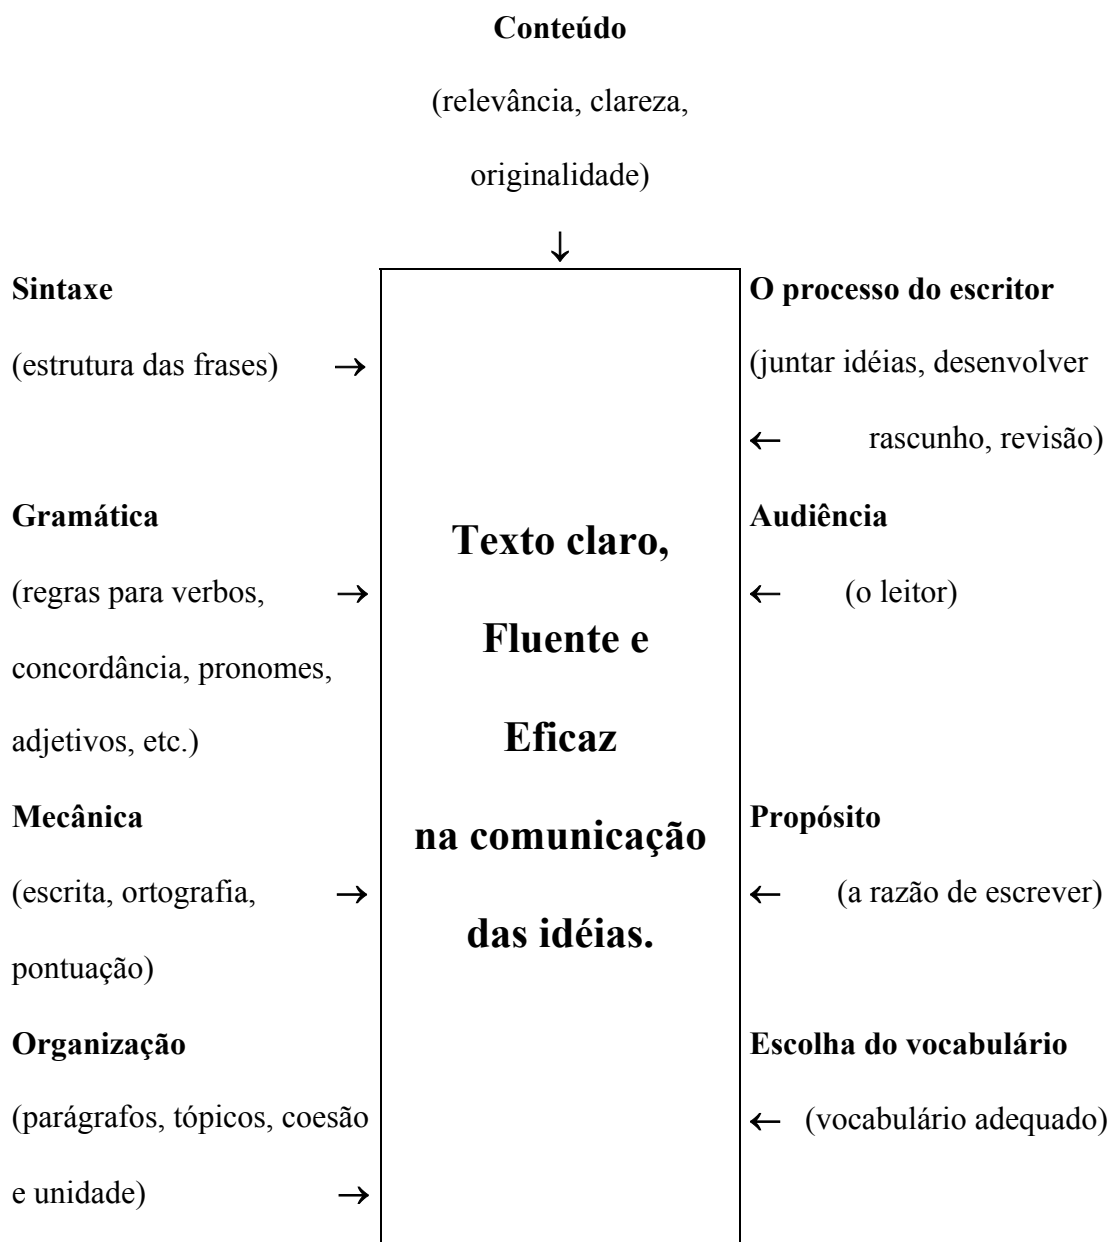 Conteúdo
(relevância, clareza,
originalidade)
↓
Sintaxe
(estrutura das frases) →
Gramática
(regras para verbos, →
concordância, pronomes,
adjetivos, etc.)
Mecânica
(escrita, ortografia, →
pontuação)
Organização
(parágrafos, tópicos, coesão
e unidade) →
Texto claro,
Fluente e
Eficaz
na comunicação
das idéias.
O processo do escritor
(juntar idéias, desenvolver
← rascunho, revisão)
Audiência
← (o leitor)
Propósito
← (a razão de escrever)
Escolha do vocabulário
← (vocabulário adequado)